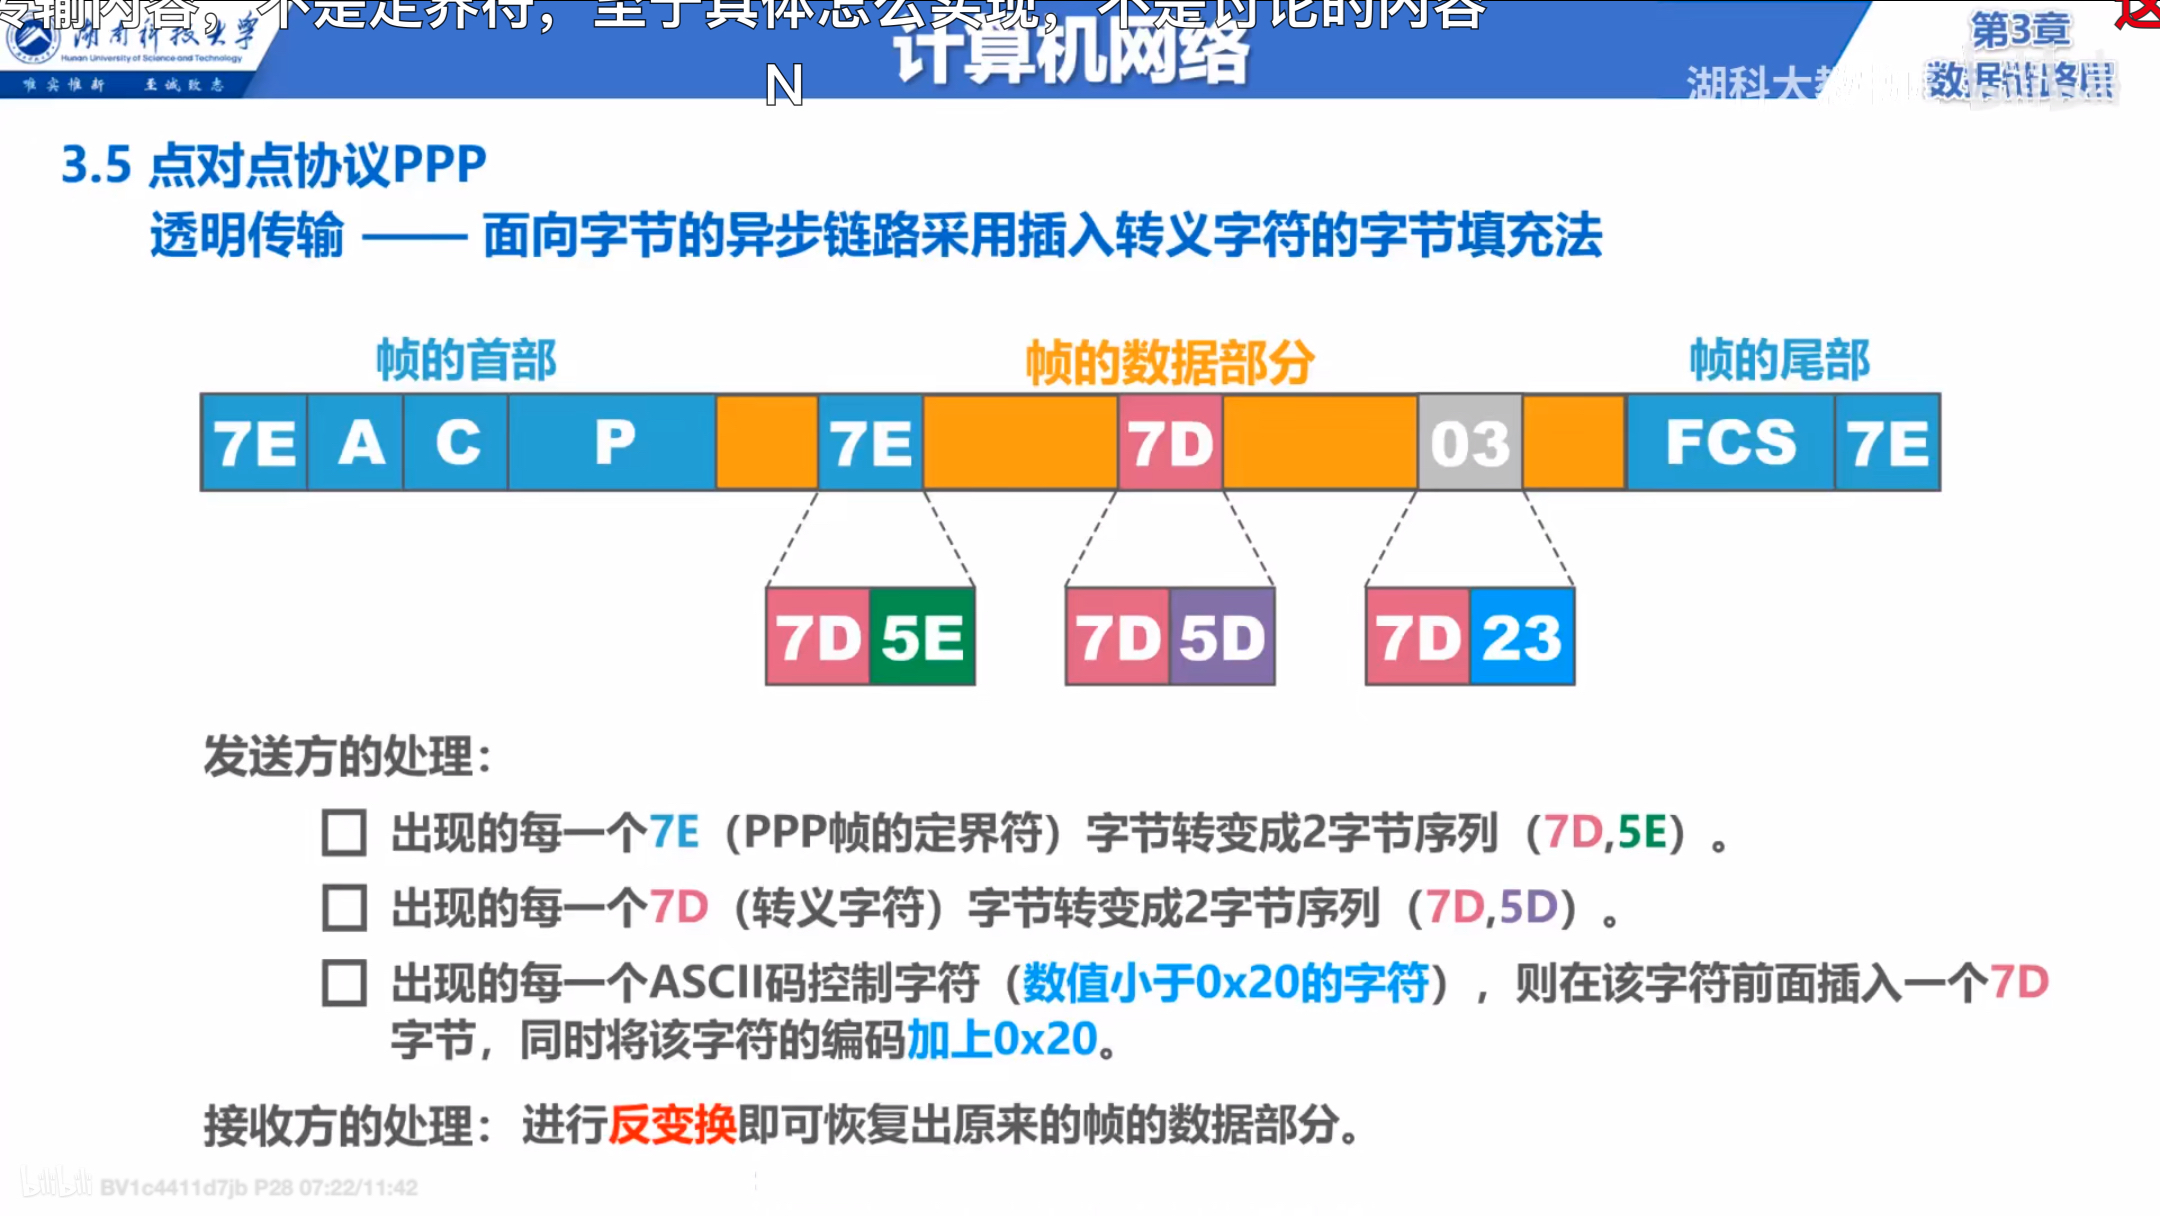 传输内容，不是定界符，至于具体怎么实现，不是讨论的内容
这
湖南科技大学
Hunan University of Science and Technology
唯实惟新 至诚致志
计算机网络
N
第3章
数据链路层
湖科大教
3.5 点对点协议PPP
透明传输 —— 面向字节的异步链路采用插入转义字符的字节填充法
帧的首部 帧的数据部分 帧的尾部
7E A C P 7E 7D 03 FCS 7E
7D 5E 7D 5D 7D 23
发送方的处理：
出现的每一个7E（PPP帧的定界符）字节转变成2字节序列（7D,5E）。
出现的每一个7D（转义字符）字节转变成2字节序列（7D,5D）。
出现的每一个ASCII码控制字符（数值小于0x20的字符），则在该字符前面插入一个7D
字节，同时将该字符的编码加上0x20。
接收方的处理：进行反变换即可恢复出原来的帧的数据部分。
bilibili BV1c4411d7jb P28 07:22/11:42